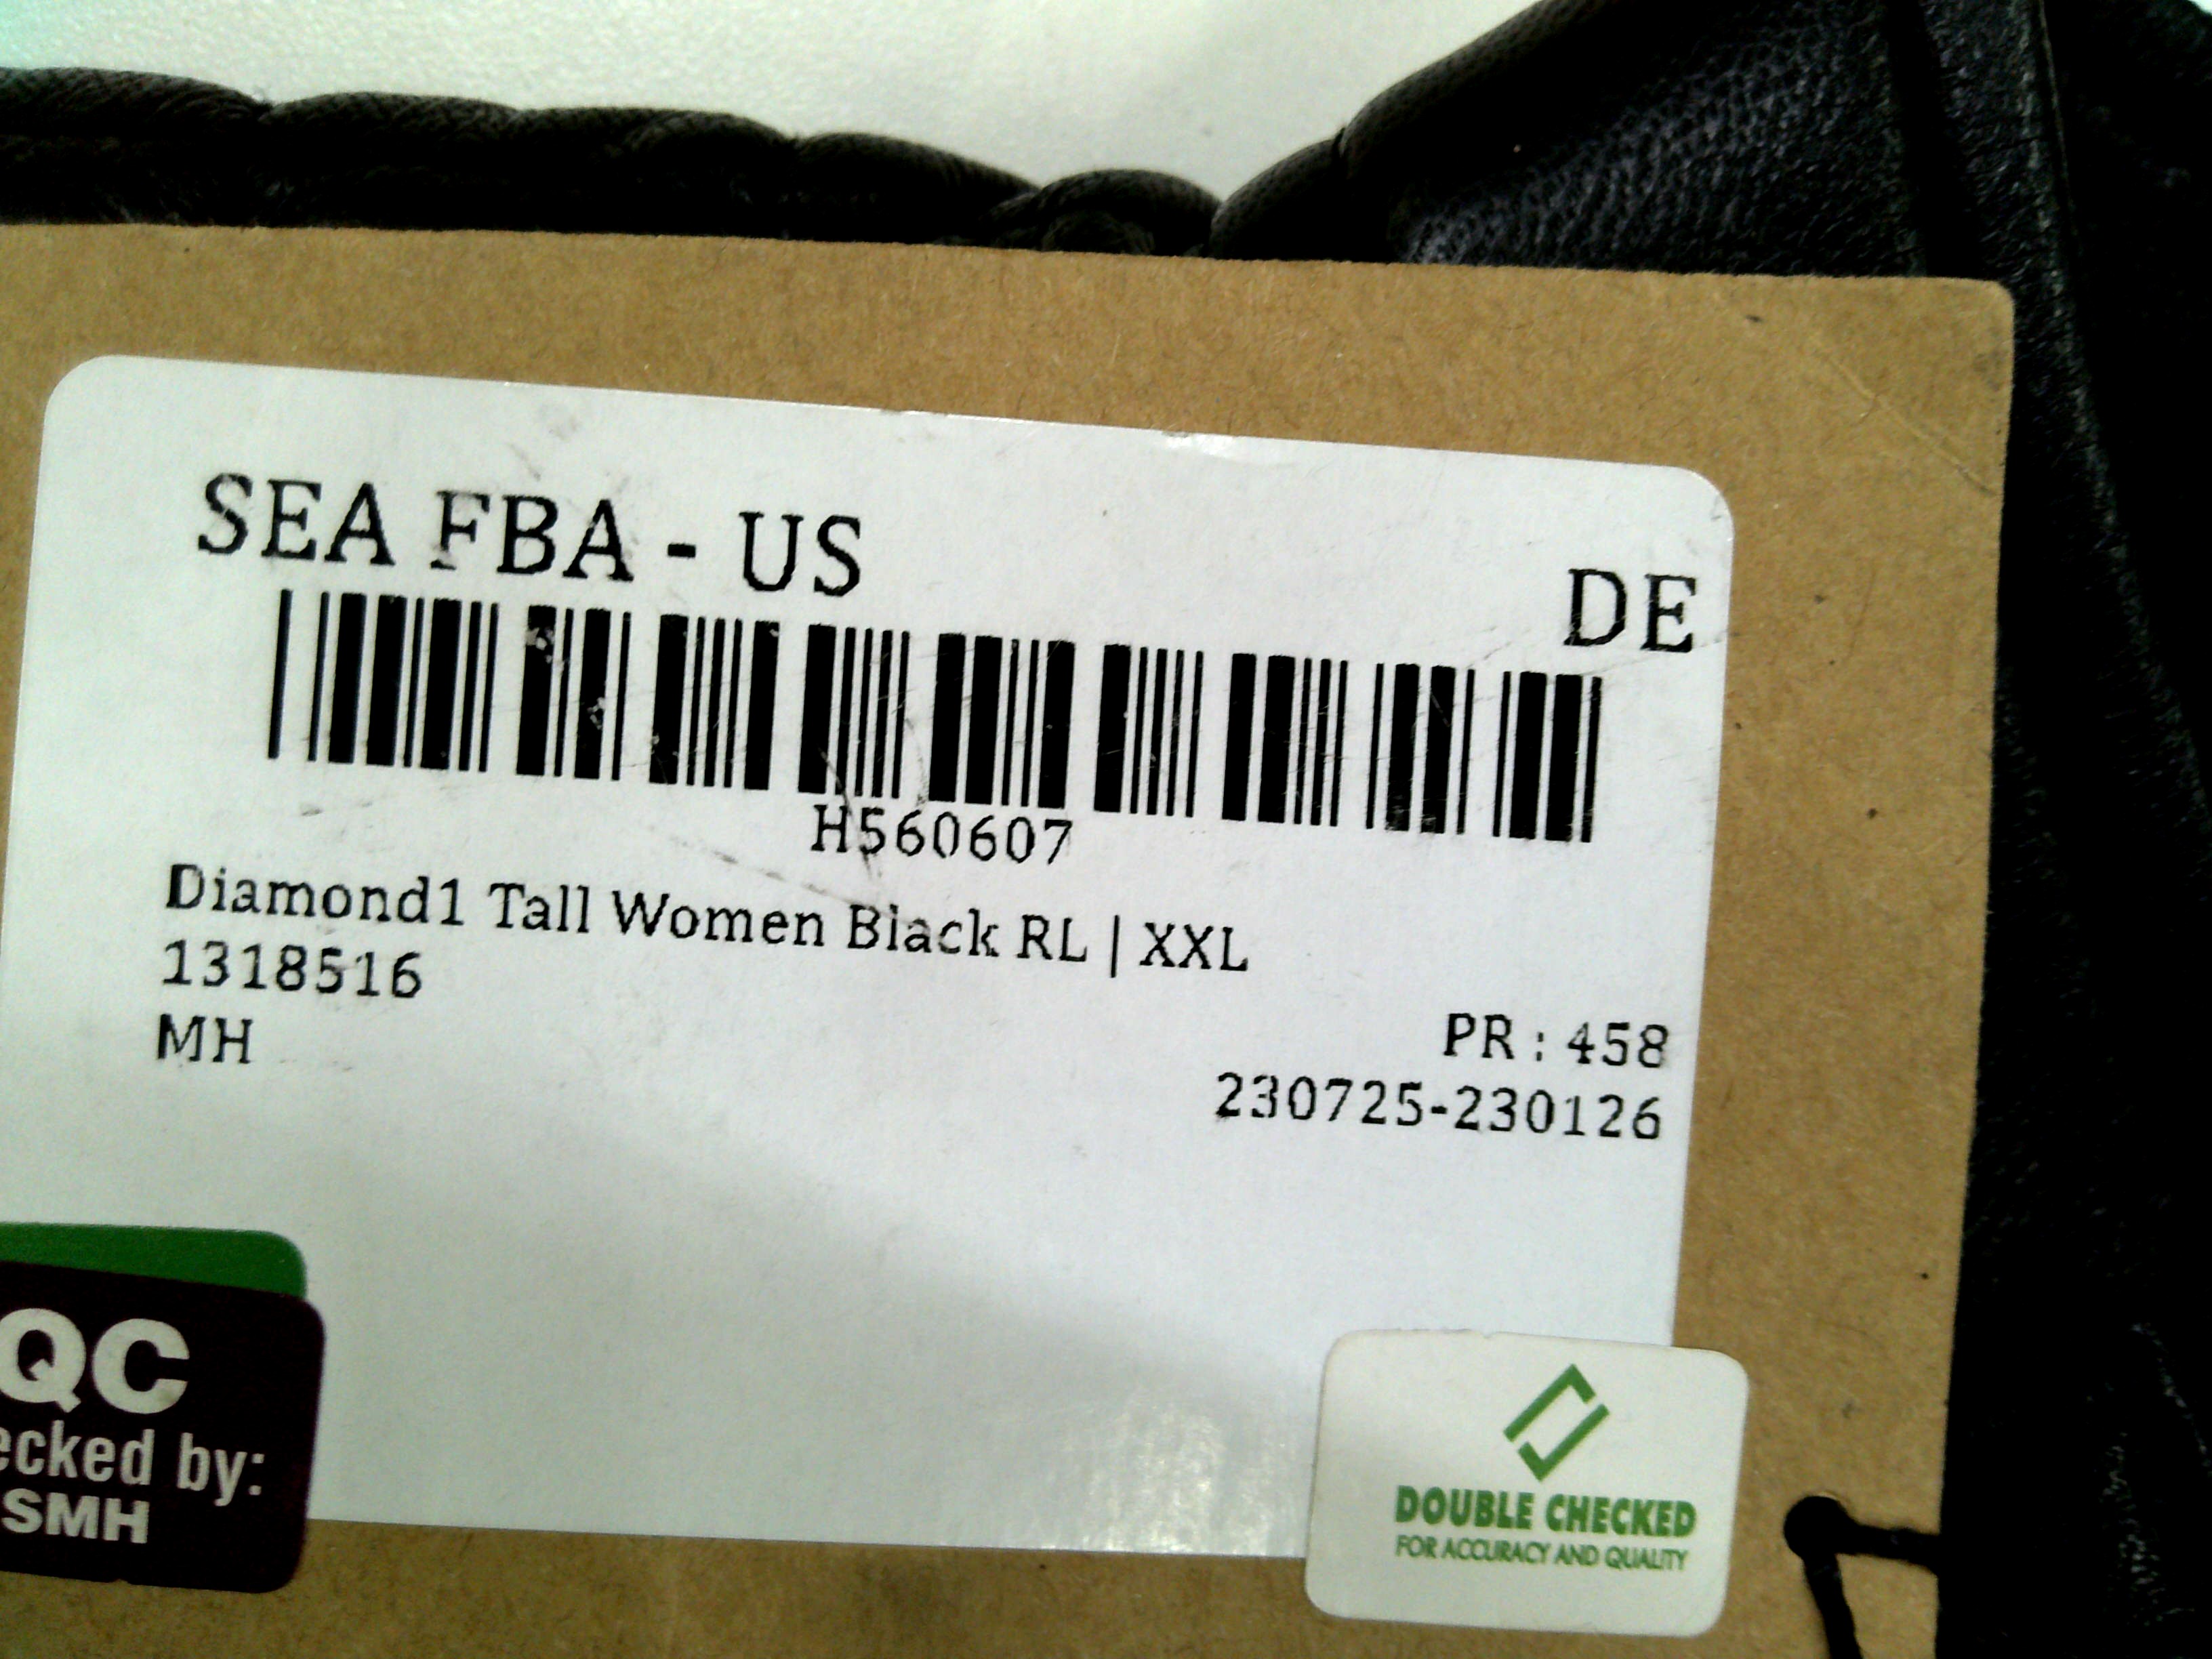 SEA FBA - US
DE
H560607
Diamond1 Tall Women Black RL | XXL
1318516
MH
PR : 458
230725-230126
QC
ecked by:
SMH
DOUBLE CHECKED
FOR ACCURACY AND QUALITY